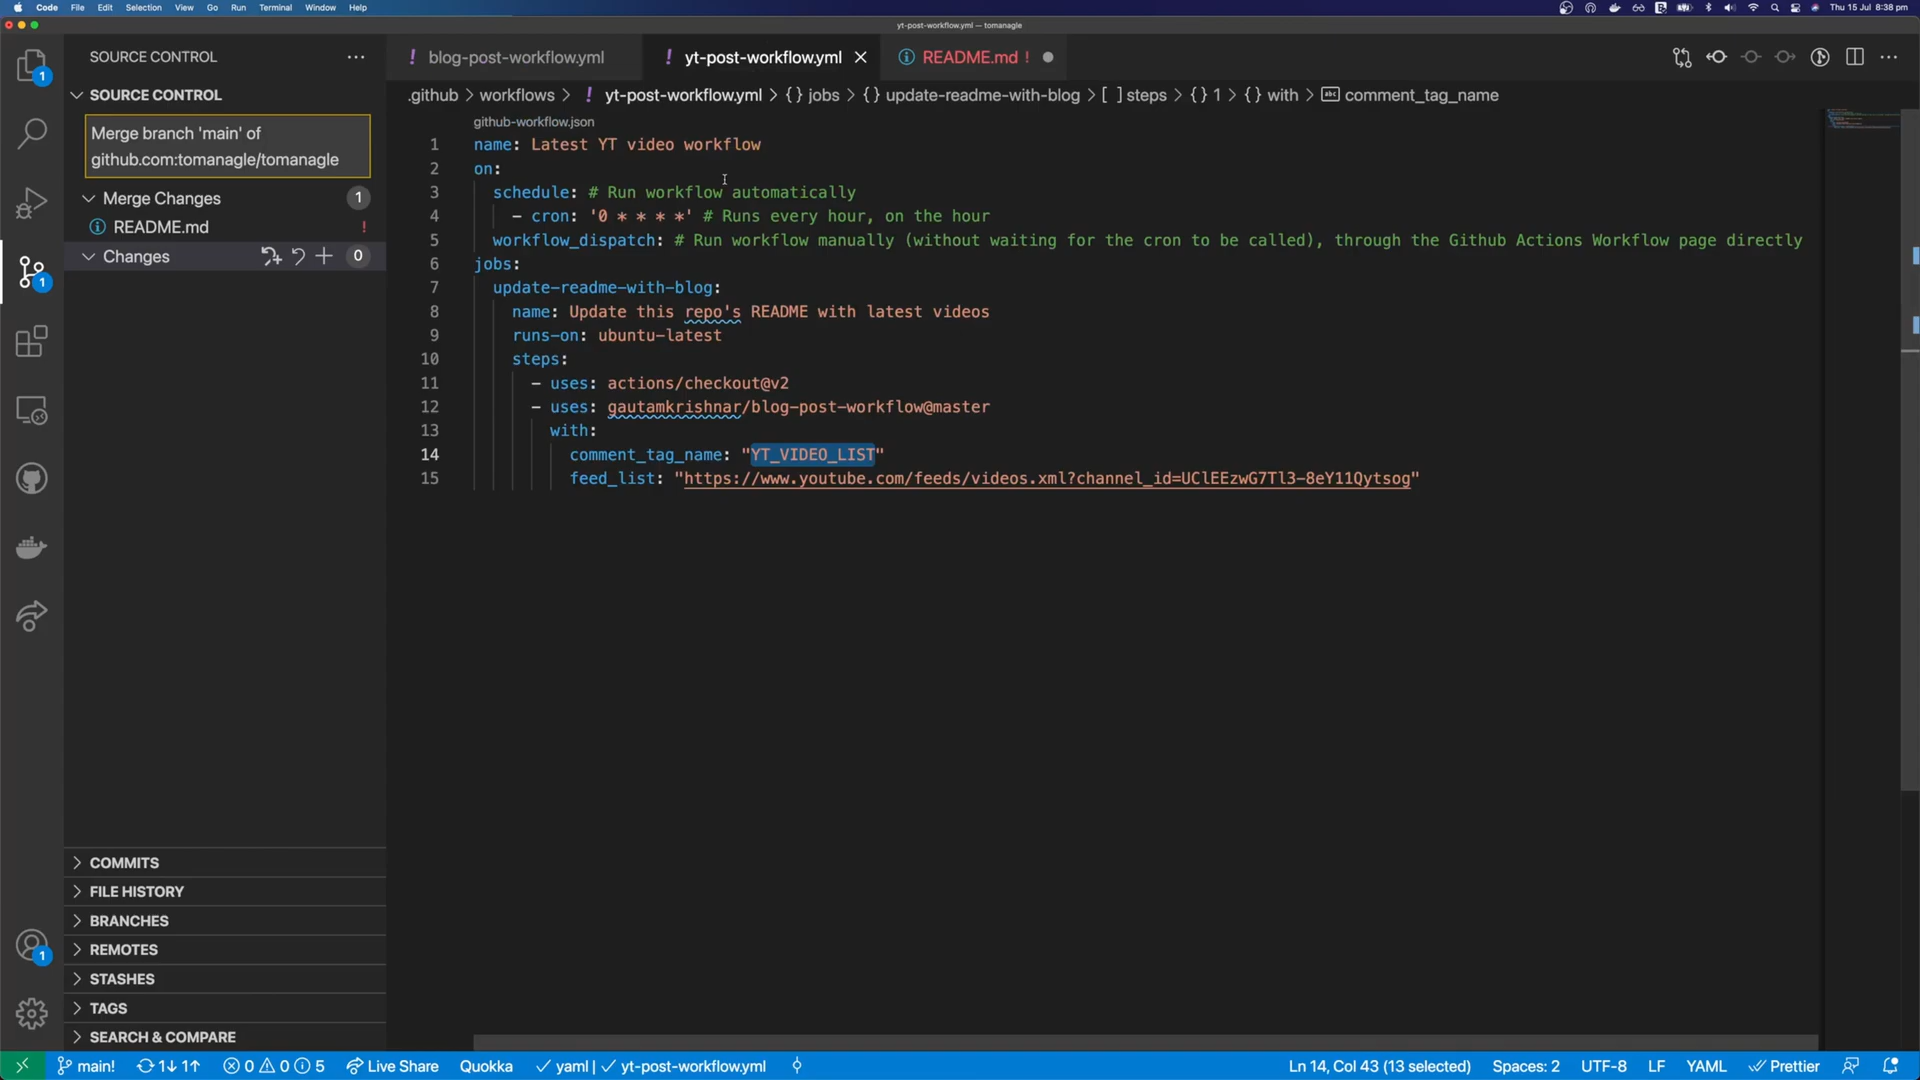 Code File Edit Selection View Go Run Terminal Window Help Thu 15 Jul 8:38 pm
yt-post-workflow.yml — tomanagle
SOURCE CONTROL
blog-post-workflow.yml yt-post-workflow.yml README.md !
SOURCE CONTROL
.github > workflows > ! yt-post-workflow.yml > {} jobs > {} update-readme-with-blog > [ ] steps > {} 1 > {} with > comment_tag_name
Merge branch 'main' of
github.com:tomanagle/tomanagle
Merge Changes 1
README.md !
Changes 0
github-workflow.json
1 name: Latest YT video workflow
2 on:
3 schedule: # Run workflow automatically
4 - cron: '0 * * * *' # Runs every hour, on the hour
5 workflow_dispatch: # Run workflow manually (without waiting for the cron to be called), through the Github Actions Workflow page directly
6 jobs:
7 update-readme-with-blog:
8 name: Update this repo's README with latest videos
9 runs-on: ubuntu-latest
10 steps:
11 - uses: actions/checkout@v2
12 - uses: gautamkrishnar/blog-post-workflow@master
13 with:
14 comment_tag_name: "YT_VIDEO_LIST"
15 feed_list: "https://www.youtube.com/feeds/videos.xml?channel_id=UClEEzwG7Tl3-8eY11Qytsog"
COMMITS
FILE HISTORY
BRANCHES
REMOTES
STASHES
TAGS
SEARCH & COMPARE
main! 1↓ 1↑ 0 0 5 Live Share Quokka yaml | yt-post-workflow.yml Ln 14, Col 43 (13 selected) Spaces: 2 UTF-8 LF YAML Prettier